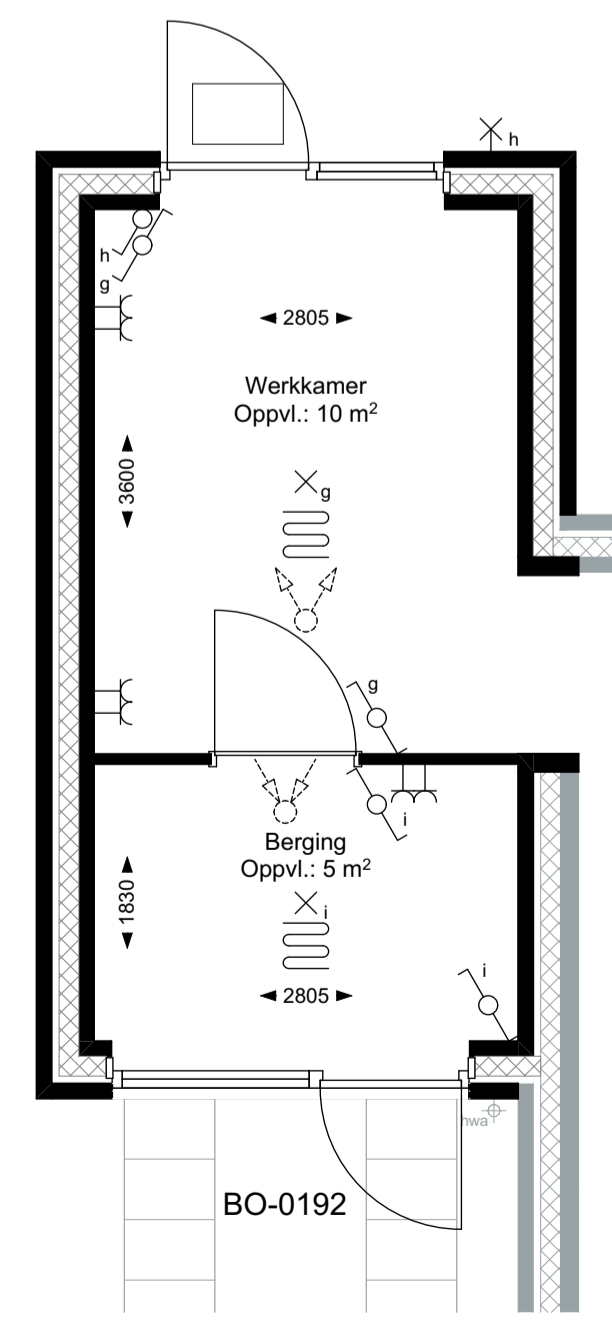 h
h
g
2805
Werkkamer
Oppvl.: 10 m²
3600
g
g
i
Berging
Oppvl.: 5 m²
1830
i
i
2805
hwa
BO-0192